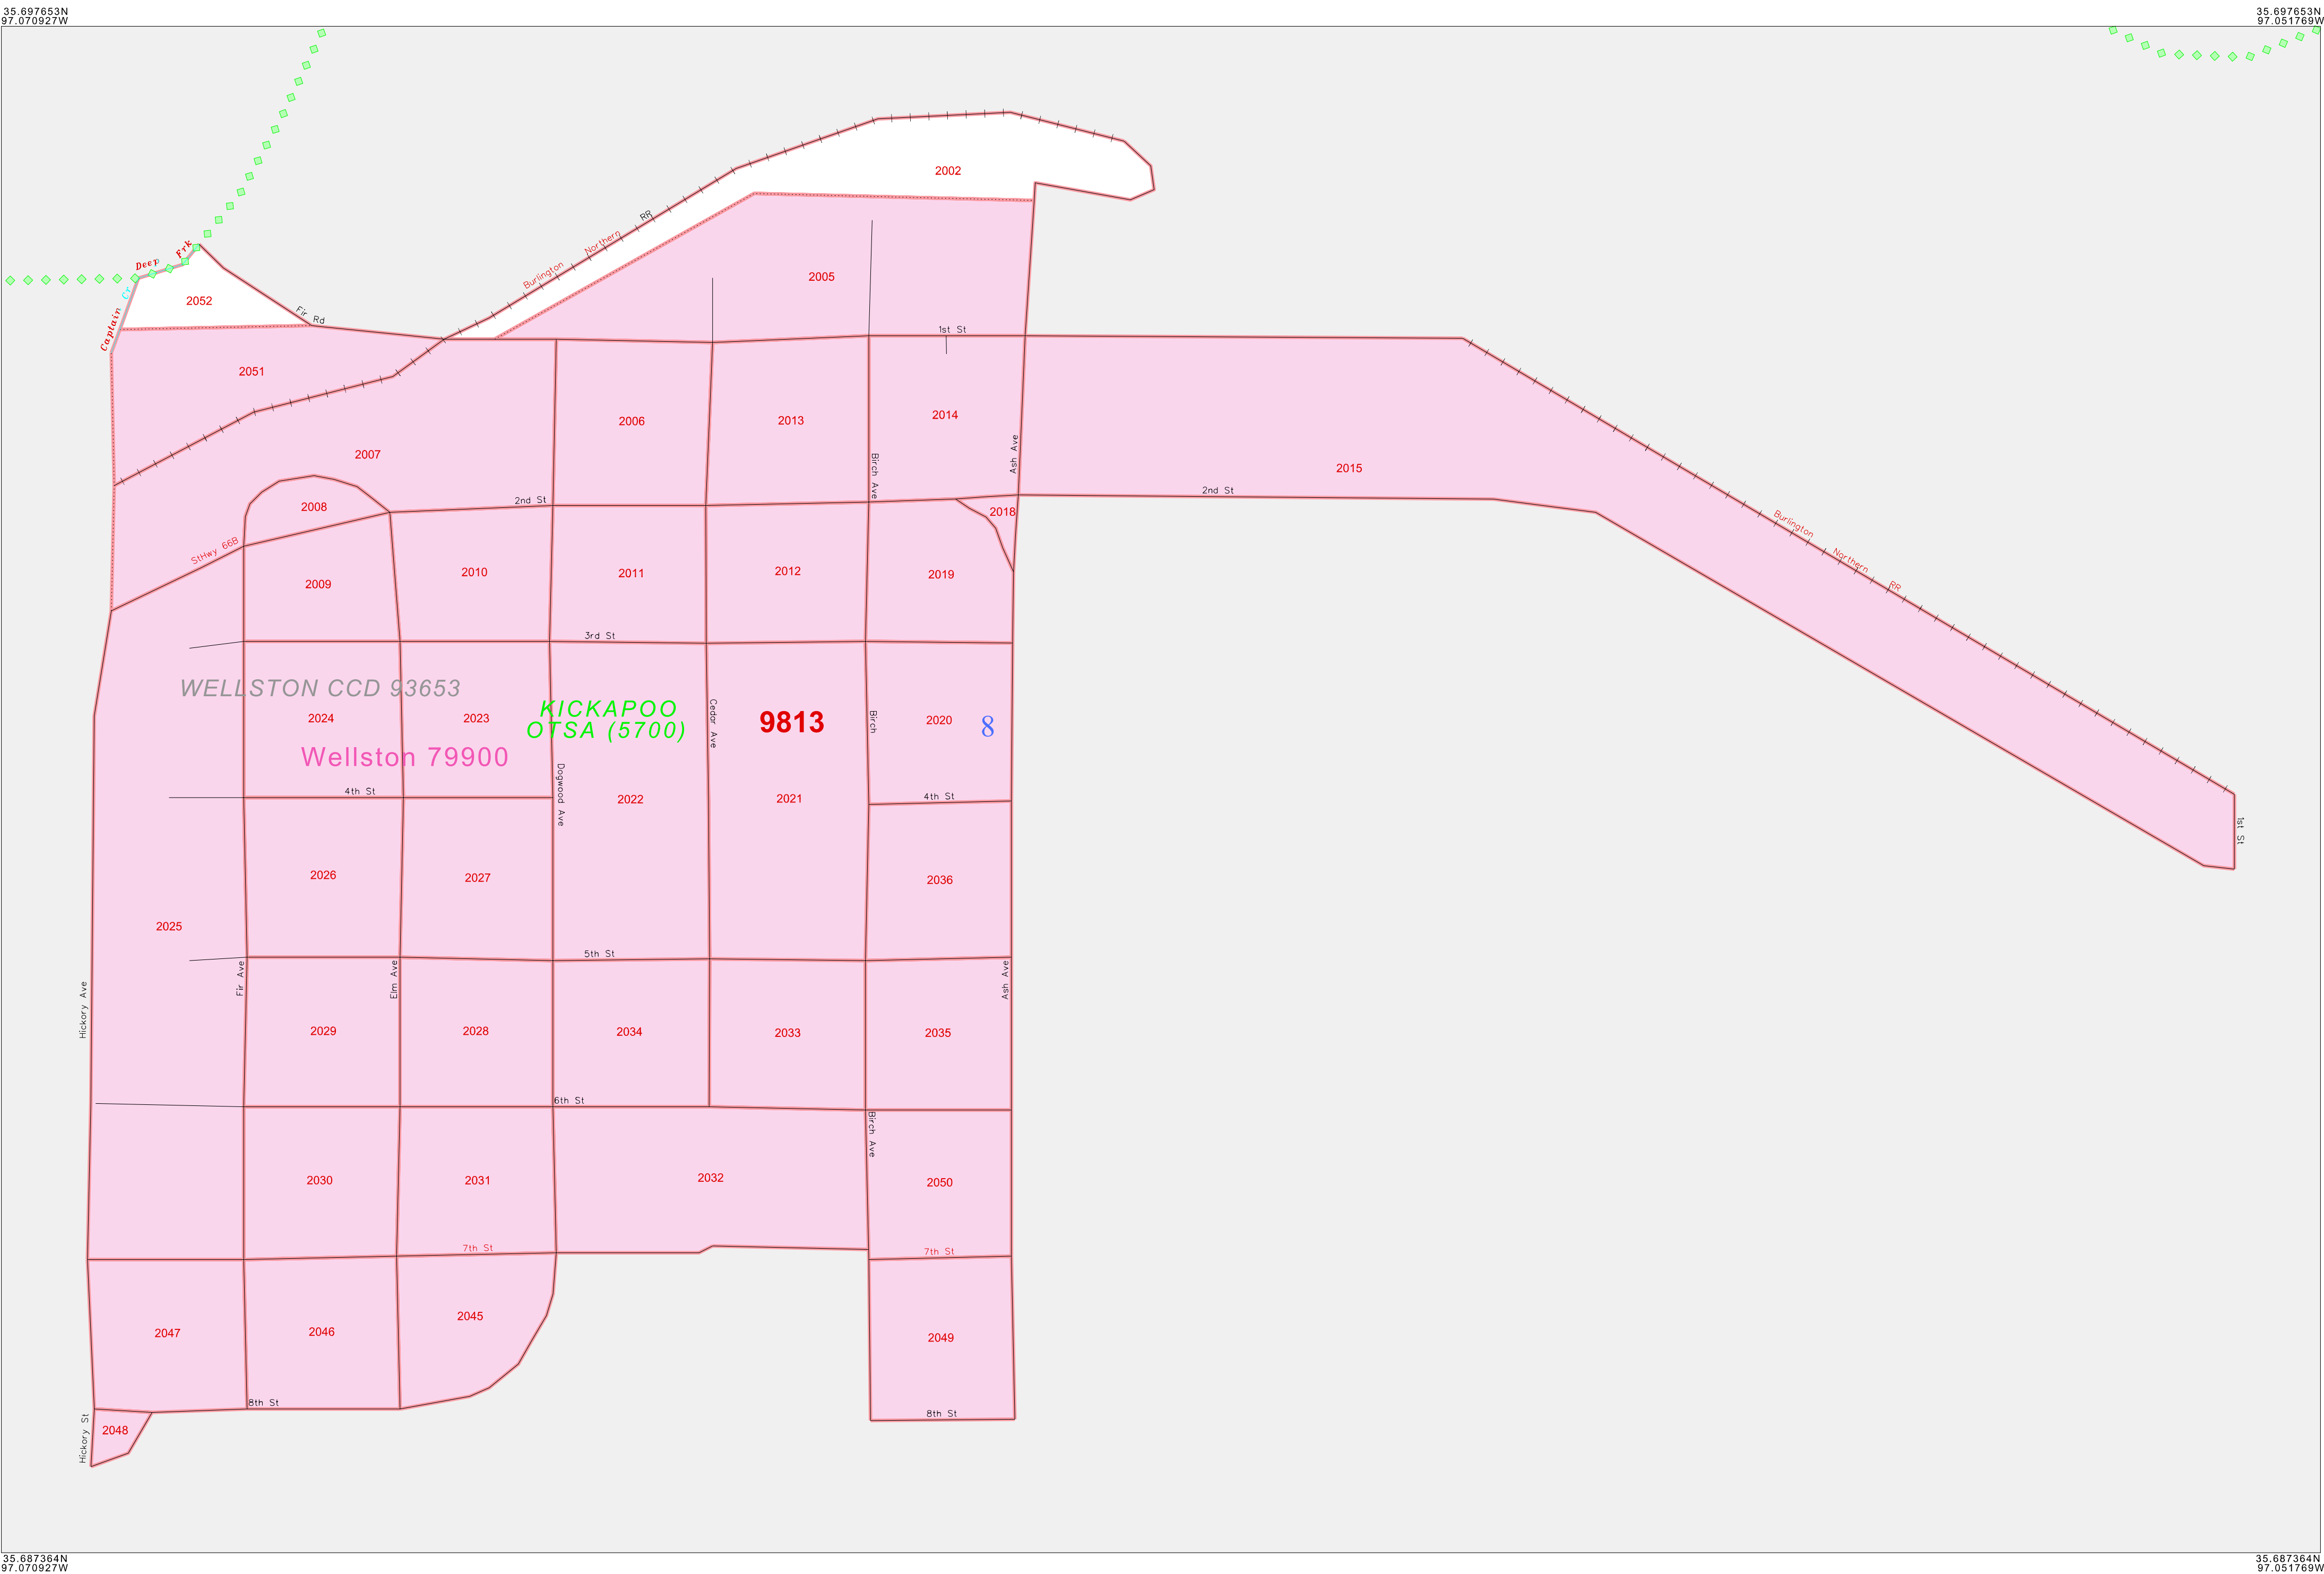 35.697653N
97.070927W
35.697653N
97.051769W
2002
RR
Northern
Burlington
Deep
Frk
Captain
Cr
2052
Fir Rd
2005
1st St
2051
2006
2013
2014
Ash Ave
Birch Ave
2007
2015
2nd St
2nd St
2008
2018
StHwy 66B
Burlington
Northern
RR
2009
2010
2011
2012
2019
3rd St
WELLSTON CCD 93653
KICKAPOO
OTSA (5700)
9813
8
2024
2023
2020
Cedar Ave
Birch
Wellston 79900
Dogwood Ave
4th St
4th St
2022
2021
1st St
2026
2027
2036
2025
5th St
Hickory Ave
Fir Ave
Elm Ave
Ash Ave
2029
2028
2034
2033
2035
6th St
Birch Ave
2030
2031
2032
2050
7th St
7th St
2047
2046
2045
2049
8th St
8th St
Hickory St
2048
35.687364N
97.070927W
35.687364N
97.051769W